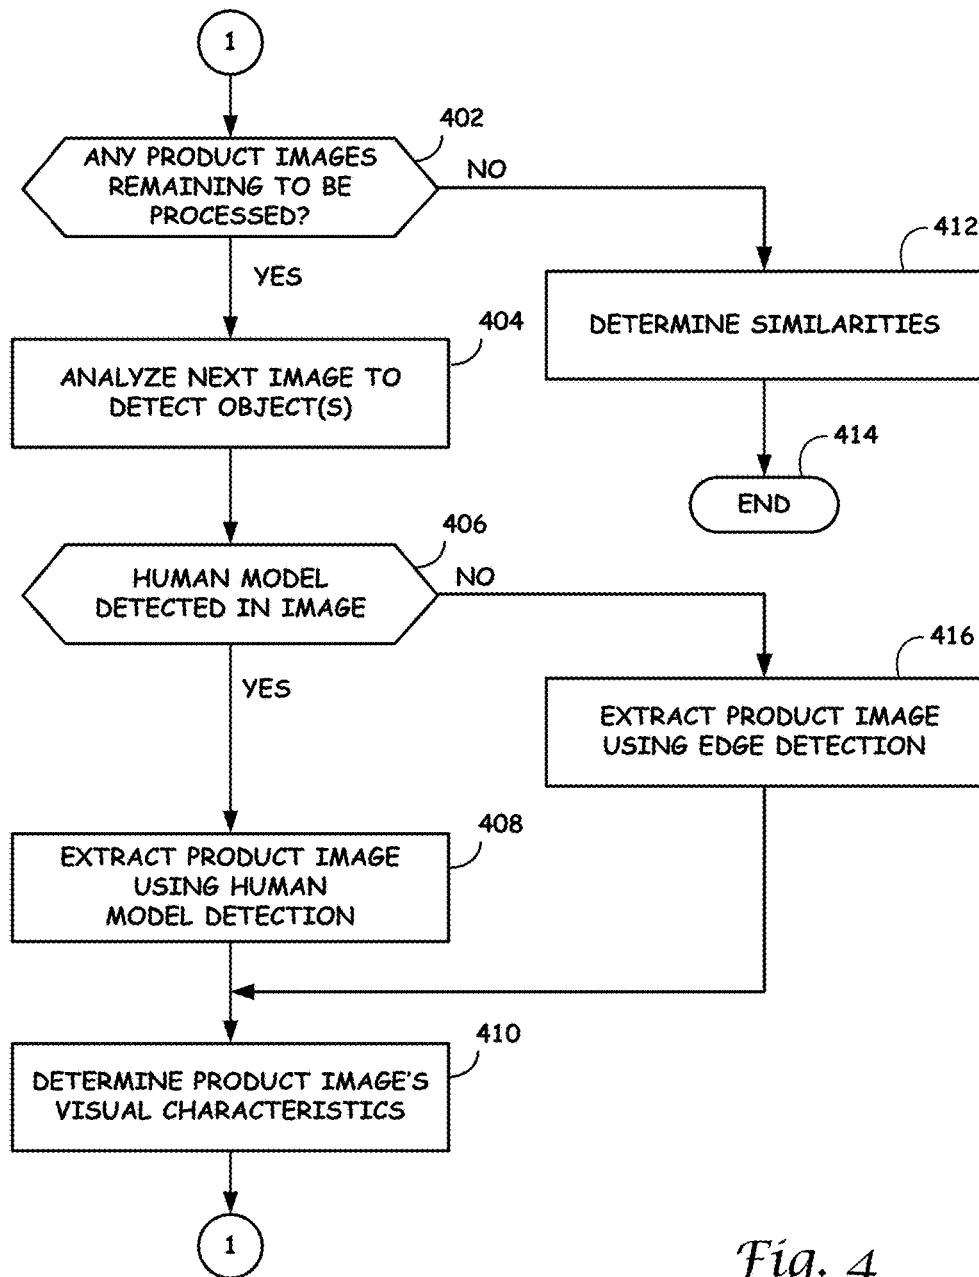 1
402
ANY PRODUCT IMAGES
REMAINING TO BE
PROCESSED?
NO
YES
412
DETERMINE SIMILARITIES
404
ANALYZE NEXT IMAGE TO
DETECT OBJECT(S)
414
END
406
HUMAN MODEL
DETECTED IN IMAGE
NO
YES
416
EXTRACT PRODUCT IMAGE
USING EDGE DETECTION
408
EXTRACT PRODUCT IMAGE
USING HUMAN
MODEL DETECTION
410
DETERMINE PRODUCT IMAGE'S
VISUAL CHARACTERISTICS
1
Fig. 4